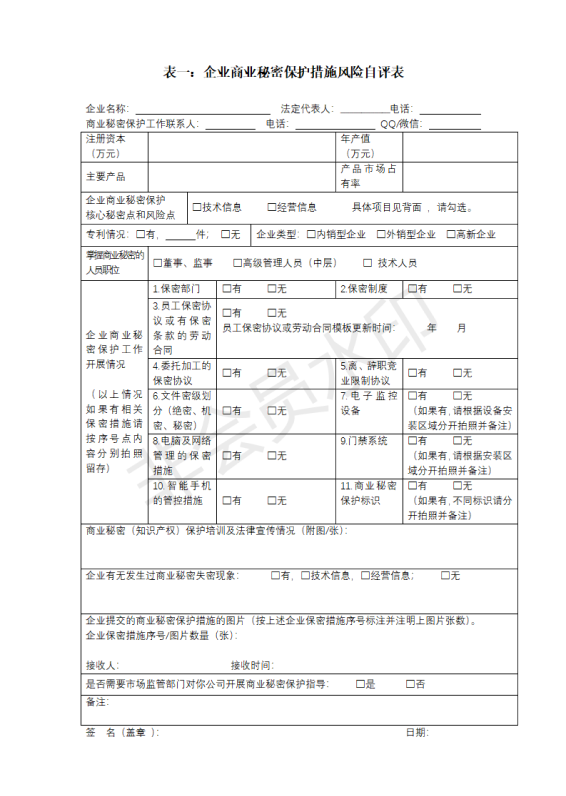 表一：企业商业秘密保护措施风险自评表
企业名称： 法定代表人： 电话：
商业秘密保护工作联系人： 电话： QQ/微信：
注册资本
（万元）
年产值
（万元）
主要产品
产品市场占
有率
企业商业秘密保护
核心秘密点和风险点
□技术信息 □经营信息 具体项目见背面，请勾选。
专利情况：□有， 件； □无
企业类型：□内销型企业 □外销型企业 □高新企业
掌握商业秘密的
人员职位
□董事、监事 □高级管理人员（中层） □ 技术人员
企业商业秘
密保护工作
开展情况
（以上情况
如果有相关
保密措施请
按序号点内
容分别拍照
留存）
1.保密部门
□有 □无
2.保密制度
□有 □无
3.员工保密协
议或有保密
条款的劳动
合同
□有 □无
员工保密协议或劳动合同模板更新时间： 年 月
4.委托加工的
保密协议
□有 □无
5.离、辞职竞
业限制协议
□有 □无
6.文件密级划
分（绝密、机
密、秘密）
□有 □无
7.电子监控
设备
□有 □无
（如果有，请根据设备安
装区域分开拍照并备注）
8.电脑及网络
管理的保密
措施
□有 □无
9.门禁系统
□有 □无
（如果有，请根据安装区
域分开拍照并备注）
10.智能手机
的管控措施
□有 □无
11.商业秘密
保护标识
□有 □无
（如果有，不同标识请分
开拍照并备注）
商业秘密（知识产权）保护培训及法律宣传情况（附图/张）：
企业有无发生过商业秘密失密现象： □有，□技术信息，□经营信息； □无
企业提交的商业秘密保护措施的图片（按上述企业保密措施序号标注并注明上图片张数）。
企业保密措施序号/图片数量（张）：
接收人： 接收时间：
是否需要市场监管部门对你公司开展商业秘密保护指导： □是 □否
备注：
签 名（盖章）： 日期：
非会员水印